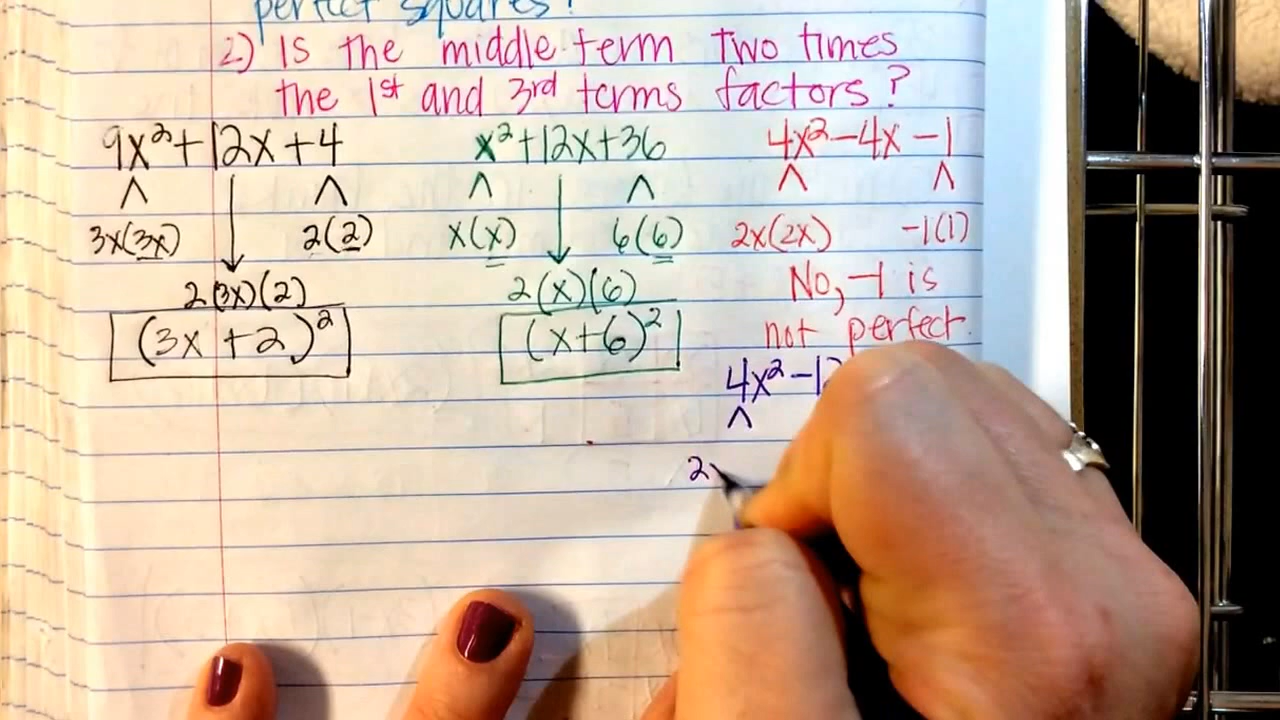 perfect squares?
2) Is the middle term two times
the 1st and 3rd terms factors?
9x²+12x+4
3x(3x) 2(2)
2(3x)(2)
(3x+2)²
x²+12x+36
x(x) 6(6)
2(x)(6)
(x+6)²
4x²-4x-1
2x(2x) -1(1)
No, -1 is
not perfect.
4x²-12
2x